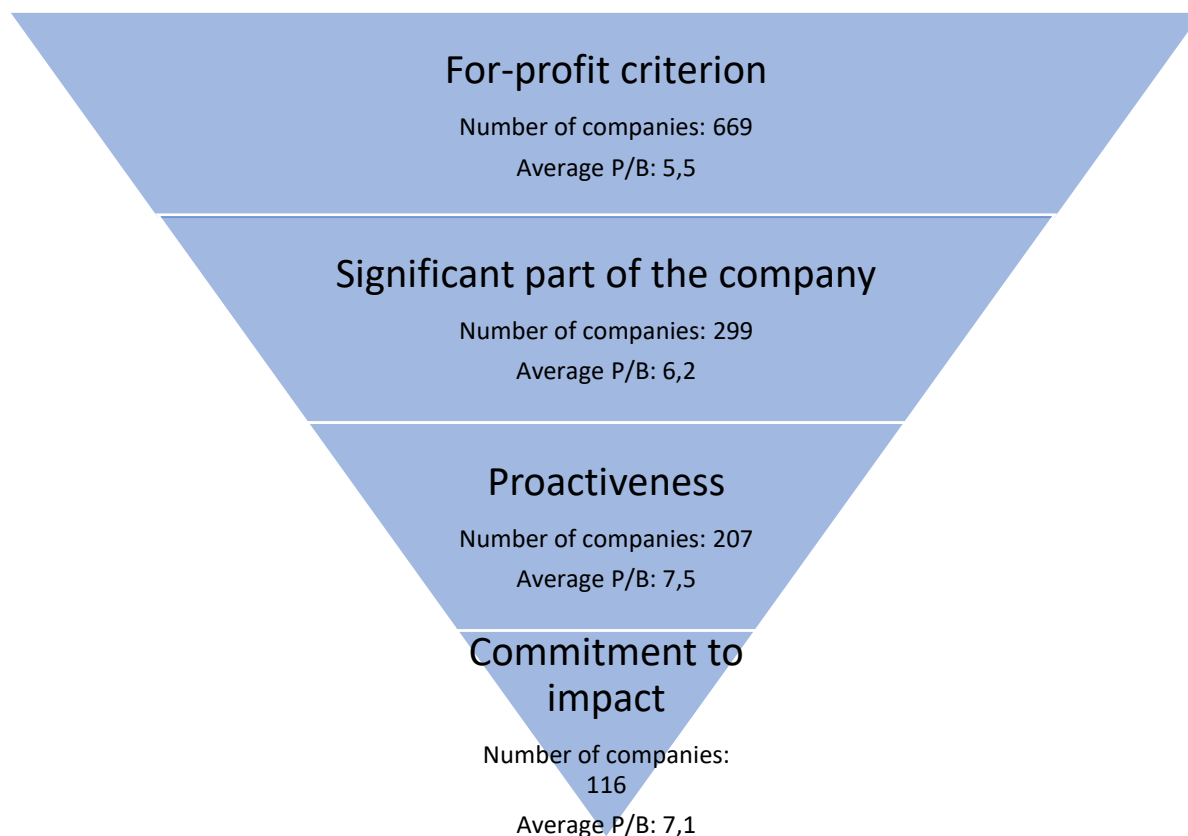 For-profit criterion
Number of companies: 669
Average P/B: 5,5
Significant part of the company
Number of companies: 299
Average P/B: 6,2
Proactiveness
Number of companies: 207
Average P/B: 7,5
Commitment to
impact
Number of companies:
116
Average P/B: 7,1